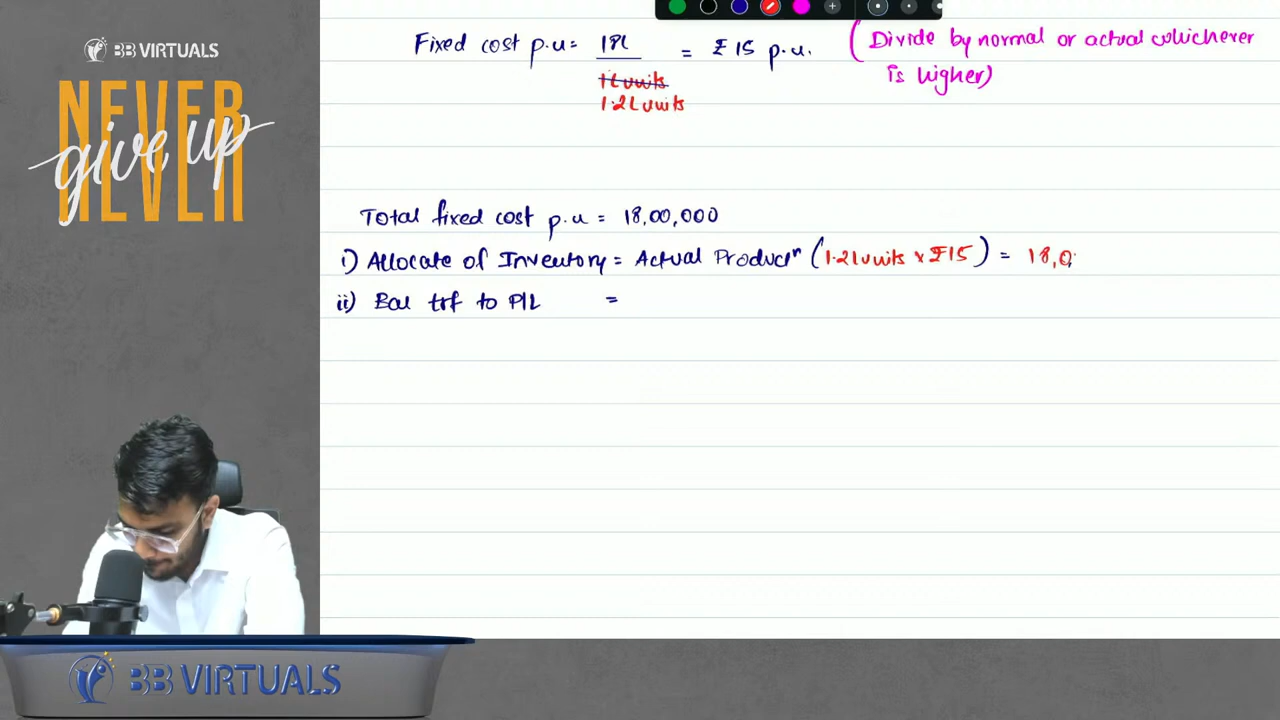 BB VIRTUALS
NEVER
give up
NEVER
Fixed cost p.u = 18L = ₹15 p.u. (Divide by normal or actual whichever
1L units
is higher)
1.2L units
Total fixed cost p.u = 18,00,000
i) Allocate of Inventory = Actual Productⁿ (1.2L units x ₹15) = 18,0
ii) Bal trf to P/L =
BB VIRTUALS